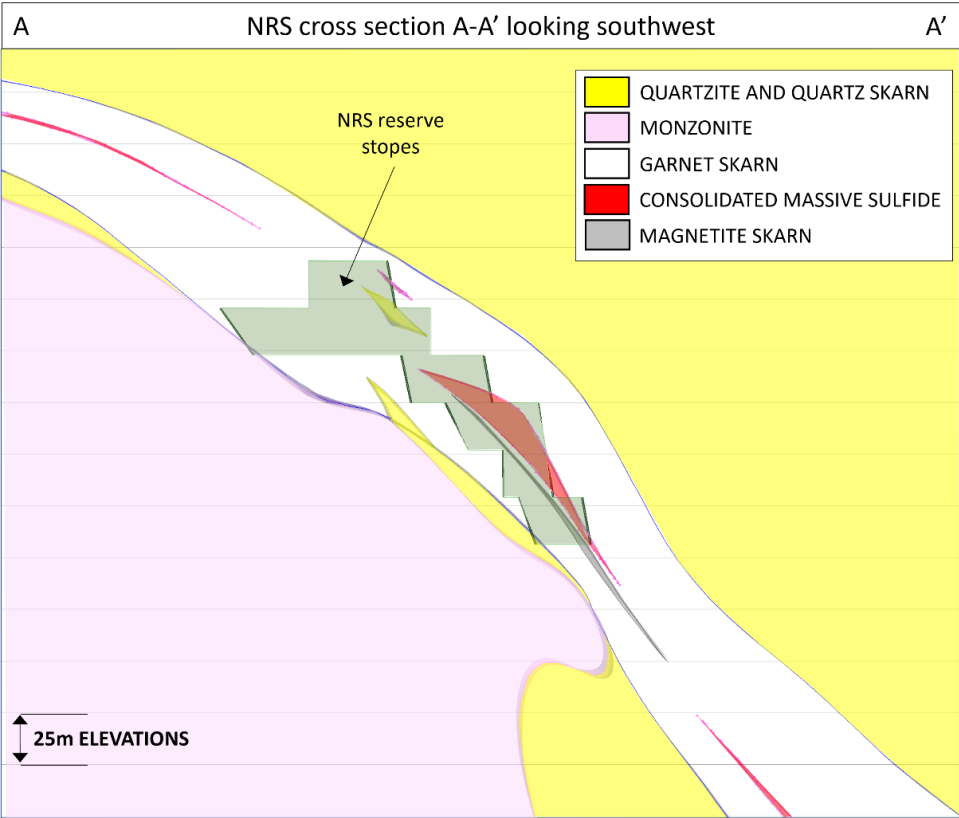 A NRS cross section A-A’ looking southwest A’
QUARTZITE AND QUARTZ SKARN
MONZONITE
GARNET SKARN
CONSOLIDATED MASSIVE SULFIDE
MAGNETITE SKARN
NRS reserve
stopes
25m ELEVATIONS